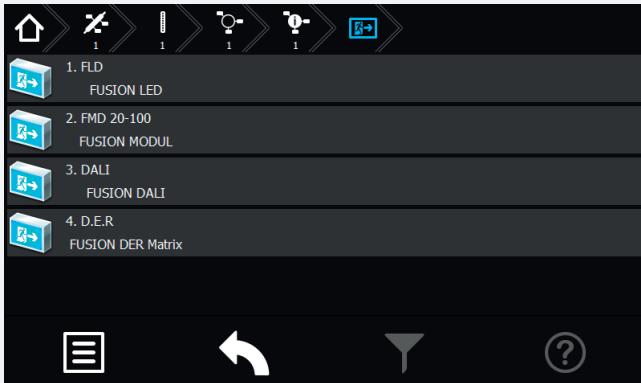 1
1
1
1
1. FLD
FUSION LED
2. FMD 20-100
FUSION MODUL
3. DALI
FUSION DALI
4. D.E.R
FUSION DER Matrix
?